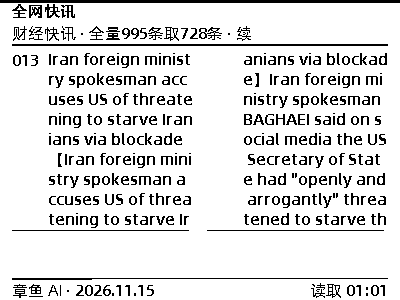 全网快讯
财经快讯 · 全量995条取728条 · 续
013 Iran foreign minist
ry spokesman acc
uses US of threate
ning to starve Iran
ians via blockade
【Iran foreign mini
stry spokesman a
ccuses US of threa
tening to starve Ir
anians via blockad
e】Iran foreign mi
nistry spokesman
BAGHAEI said on s
ocial media the US
Secretary of Stat
e had "openly and
arrogantly" threa
tened to starve th
章鱼 AI · 2026.11.15
读取 01:01